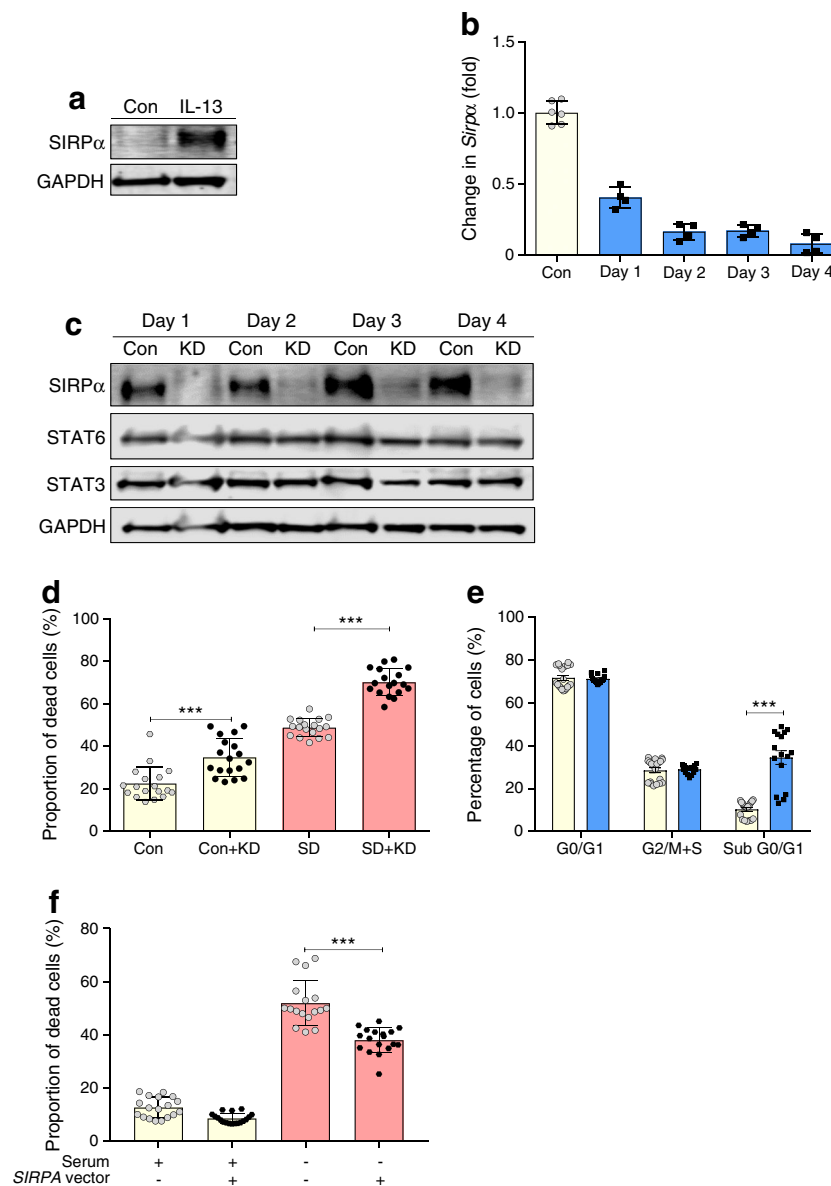 a
Con IL-13
SIRPα
GAPDH
b
Change in Sirpα (fold)
1.5
1.0
0.5
0
Con Day 1 Day 2 Day 3 Day 4
c
Day 1 Day 2 Day 3 Day 4
Con KD Con KD Con KD Con KD
SIRPα
STAT6
STAT3
GAPDH
d
Proportion of dead cells (%)
100
80
60
40
20
0
***
***
Con Con+KD SD SD+KD
e
Percentage of cells (%)
100
80
60
40
20
0
***
G0/G1 G2/M+S Sub G0/G1
f
Proportion of dead cells (%)
80
60
40
20
0
***
Serum + + - -
SIRPA vector - + - +